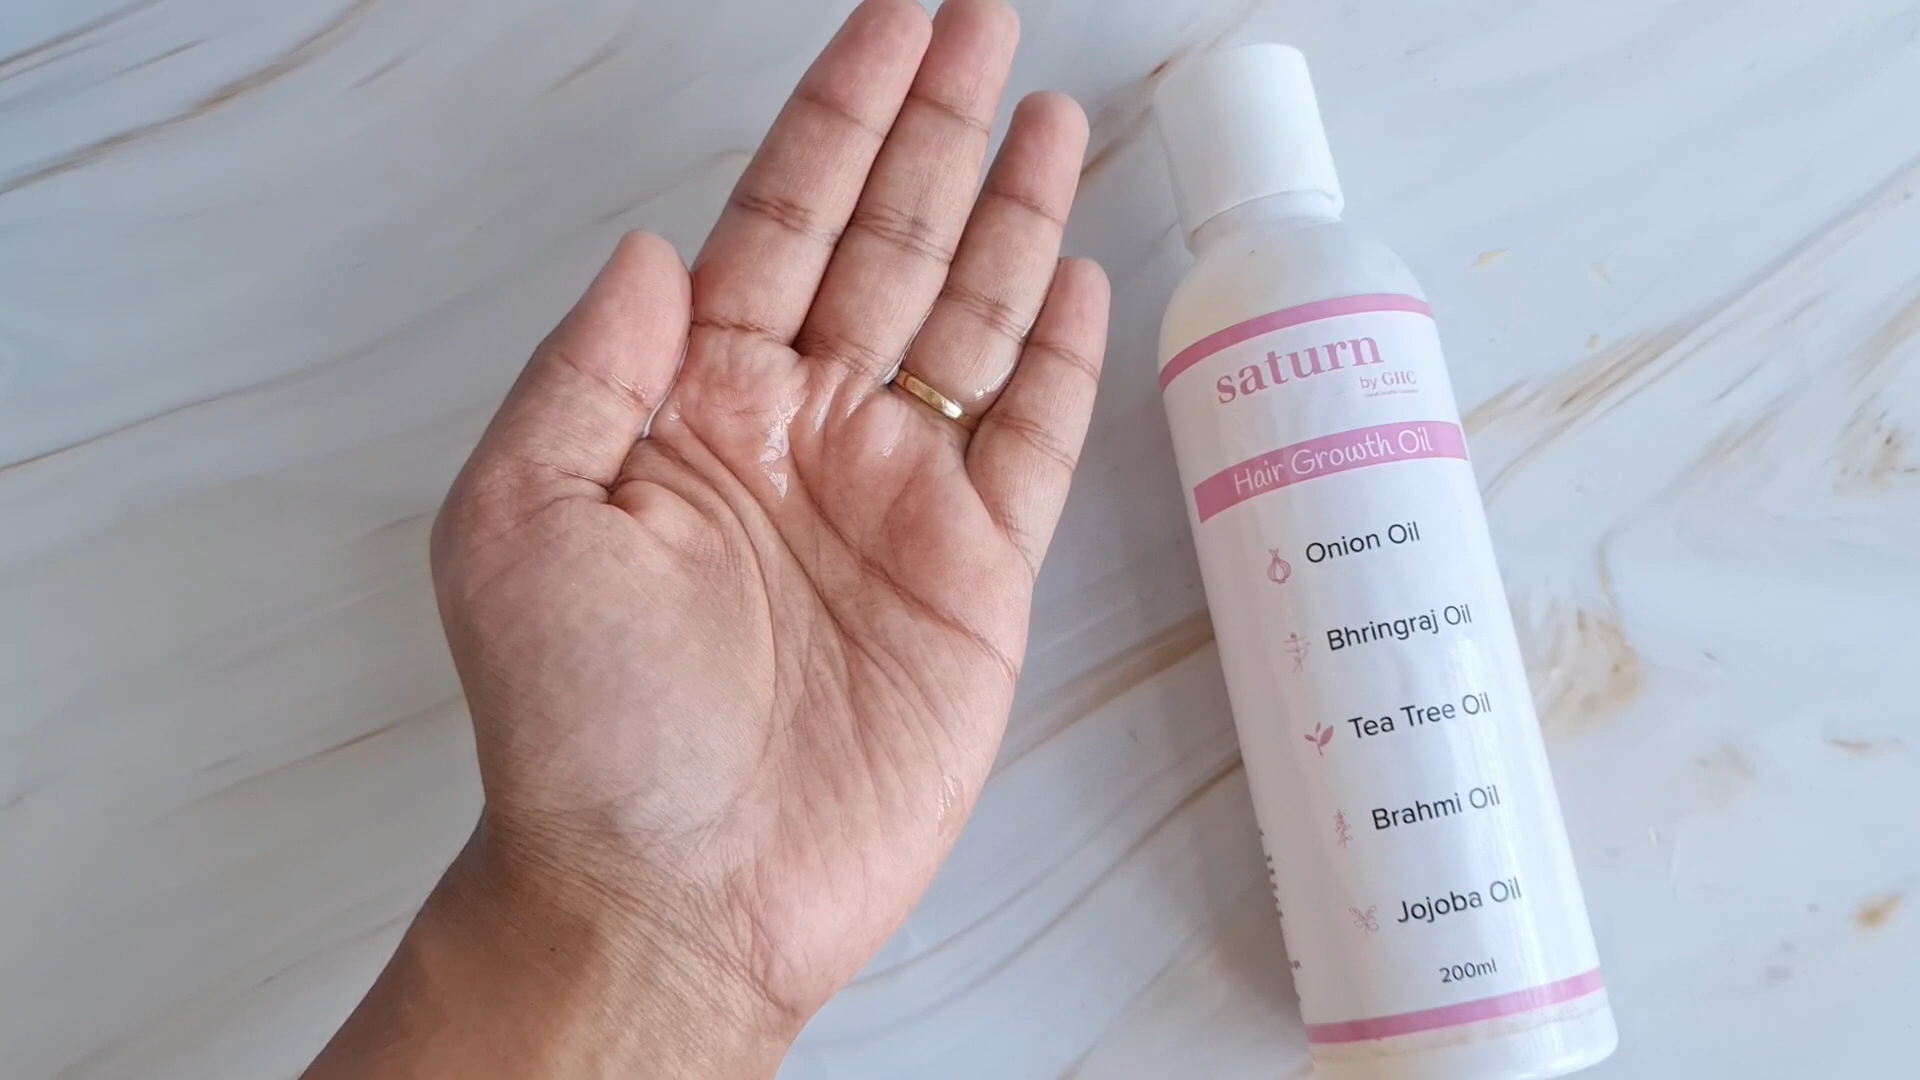 saturn
by GHC
Hair Growth Oil
Onion Oil
Bhringraj Oil
Tea Tree Oil
Brahmi Oil
Jojoba Oil
200ml